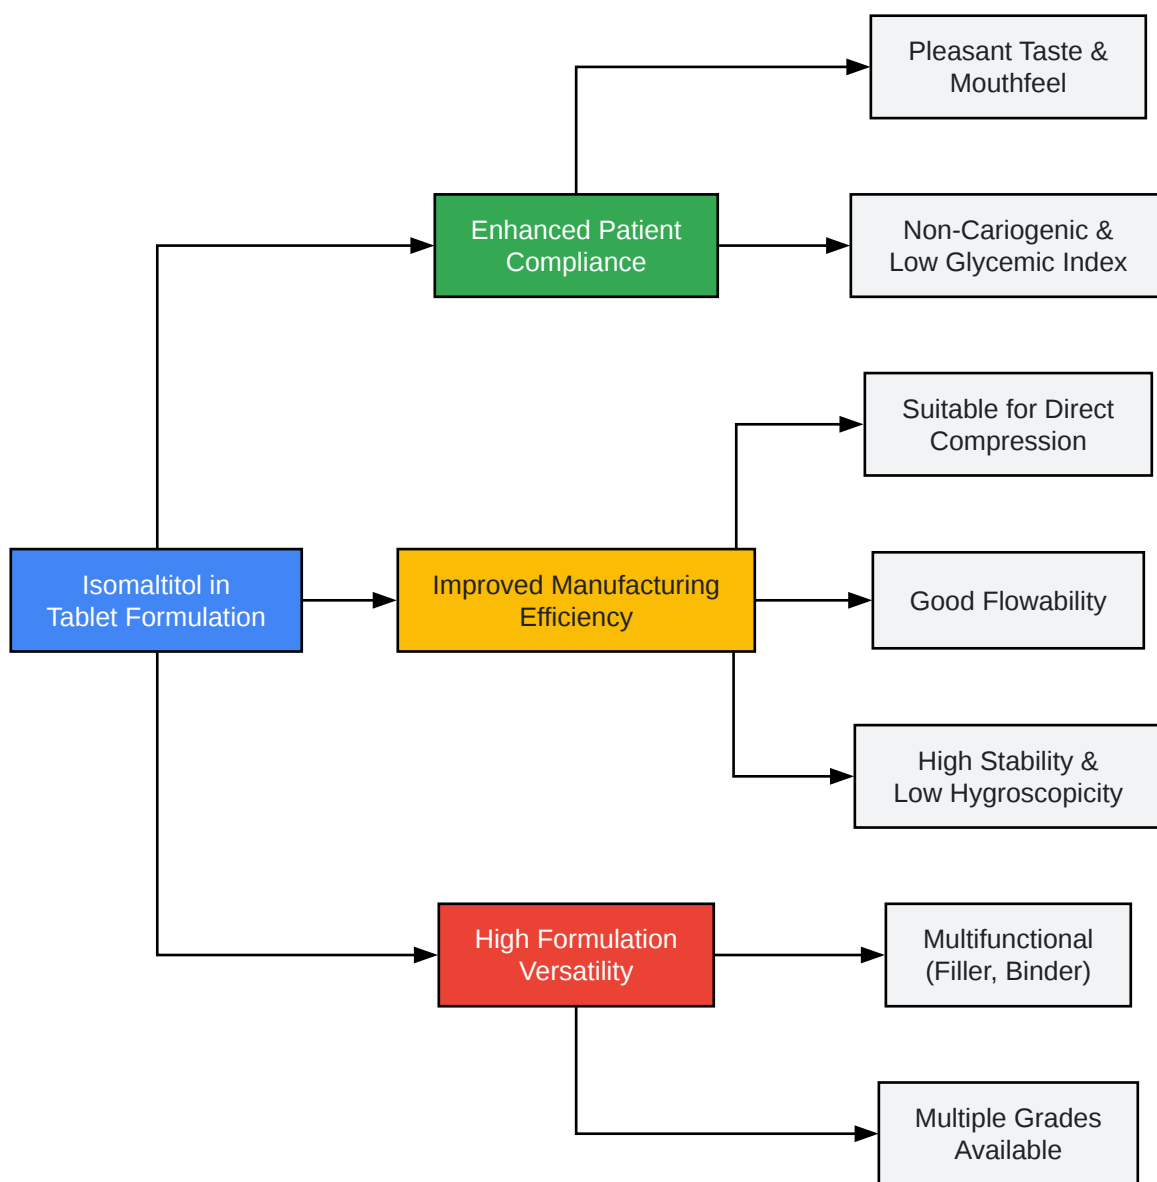 Pleasant Taste &
Mouthfeel
Enhanced Patient
Compliance
Non-Cariogenic &
Low Glycemic Index
Suitable for Direct
Compression
Isomaltitol in
Tablet Formulation
Improved Manufacturing
Efficiency
Good Flowability
High Stability &
Low Hygroscopicity
High Formulation
Versatility
Multifunctional
(Filler, Binder)
Multiple Grades
Available